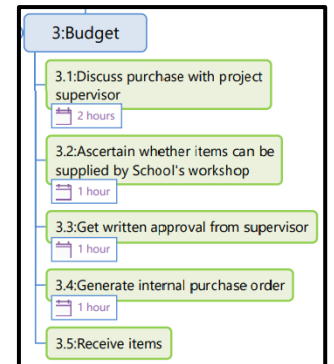 3:Budget
3.1:Discuss purchase with project
supervisor
2 hours
3.2:Ascertain whether items can be
supplied by School's workshop
1 hour
3.3:Get written approval from supervisor
1 hour
3.4:Generate internal purchase order
1 hour
3.5:Receive items